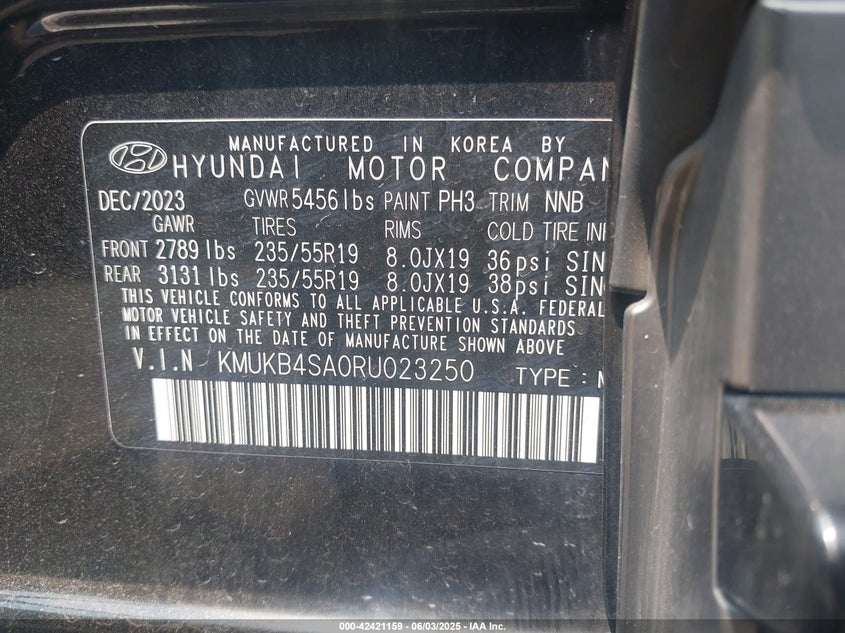 MANUFACTURED IN KOREA BY
HYUNDAI MOTOR COMPAN
DEC/2023 GVWR 5456 lbs PAINT PH3 TRIM NNB
GAWR TIRES RIMS COLD TIRE INF
FRONT 2789 lbs 235/55R19 8.0JX19 36psi SIN
REAR 3131 lbs 235/55R19 8.0JX19 38psi SIN
THIS VEHICLE CONFORMS TO ALL APPLICABLE U.S.A. FEDERAL
MOTOR VEHICLE SAFETY AND THEFT PREVENTION STANDARDS
IN EFFECT ON THE DATE OF MANUFACTURE SHOWN ABOVE
V.I.N KMUKB4SA0RU023250 TYPE : M
000-42421159 - 06/03/2025 - IAA Inc.